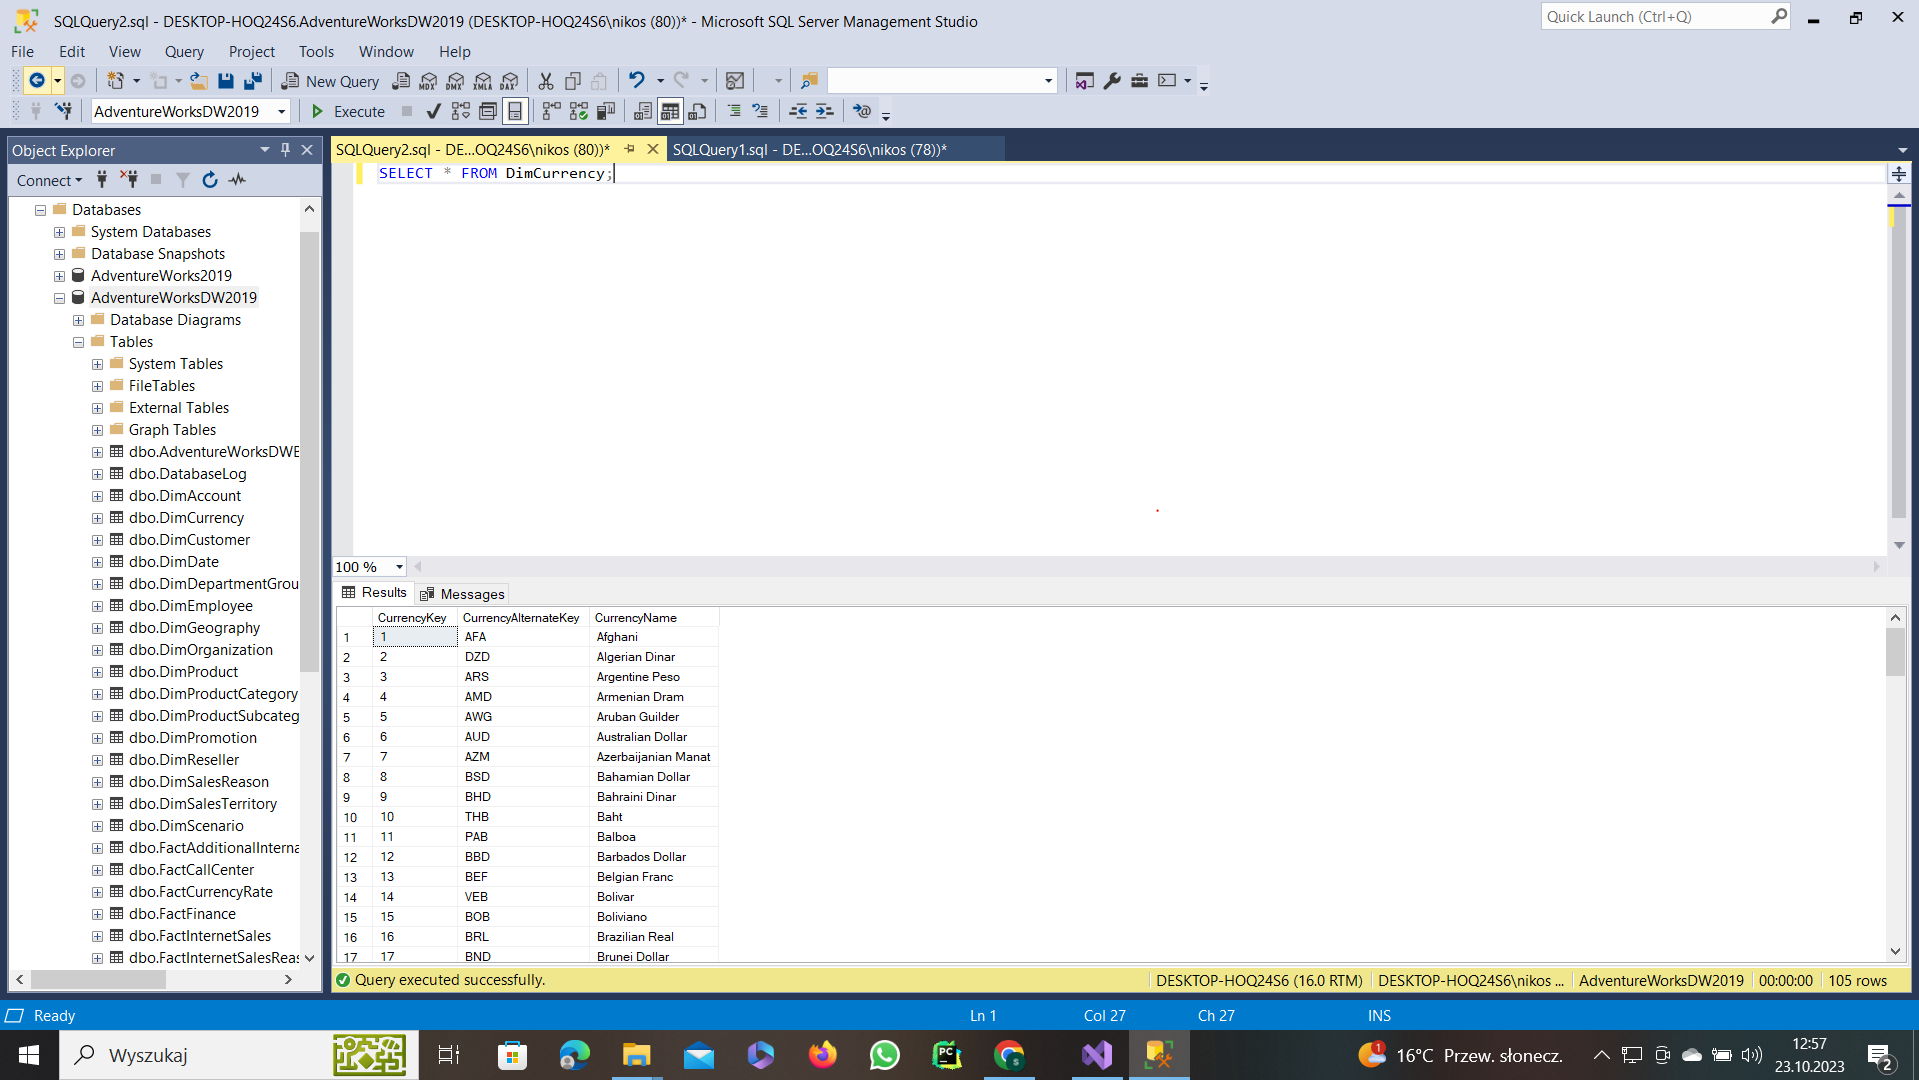 SQLQuery2.sql - DESKTOP-HOQ24S6.AdventureWorksDW2019 (DESKTOP-HOQ24S6\nikos (80))* - Microsoft SQL Server Management Studio
Quick Launch (Ctrl+Q)
File Edit View Query Project Tools Window Help
New Query MDX DMX XMLA DAX
AdventureWorksDW2019 Execute
Object Explorer
SQLQuery2.sql - DE...OQ24S6\nikos (80))* SQLQuery1.sql - DE...OQ24S6\nikos (78))*
Connect
SELECT * FROM DimCurrency;
Databases
System Databases
Database Snapshots
AdventureWorks2019
AdventureWorksDW2019
Database Diagrams
Tables
System Tables
FileTables
External Tables
Graph Tables
dbo.AdventureWorksDWB
dbo.DatabaseLog
dbo.DimAccount
dbo.DimCurrency
dbo.DimCustomer
dbo.DimDate
dbo.DimDepartmentGrou
dbo.DimEmployee
dbo.DimGeography
dbo.DimOrganization
dbo.DimProduct
dbo.DimProductCategory
dbo.DimProductSubcateg
dbo.DimPromotion
dbo.DimReseller
dbo.DimSalesReason
dbo.DimSalesTerritory
dbo.DimScenario
dbo.FactAdditionalInterna
dbo.FactCallCenter
dbo.FactCurrencyRate
dbo.FactFinance
dbo.FactInternetSales
dbo.FactInternetSalesReas
100 %
Results Messages
CurrencyKey CurrencyAlternateKey CurrencyName
1 1 AFA Afghani
2 2 DZD Algerian Dinar
3 3 ARS Argentine Peso
4 4 AMD Armenian Dram
5 5 AWG Aruban Guilder
6 6 AUD Australian Dollar
7 7 AZM Azerbaijanian Manat
8 8 BSD Bahamian Dollar
9 9 BHD Bahraini Dinar
10 10 THB Baht
11 11 PAB Balboa
12 12 BBD Barbados Dollar
13 13 BEF Belgian Franc
14 14 VEB Bolivar
15 15 BOB Boliviano
16 16 BRL Brazilian Real
17 17 BND Brunei Dollar
Query executed successfully. DESKTOP-HOQ24S6 (16.0 RTM) DESKTOP-HOQ24S6\nikos ... AdventureWorksDW2019 00:00:00 105 rows
Ready Ln 1 Col 27 Ch 27 INS
Wyszukaj
16°C Przew. słonecz.
12:57
23.10.2023
2